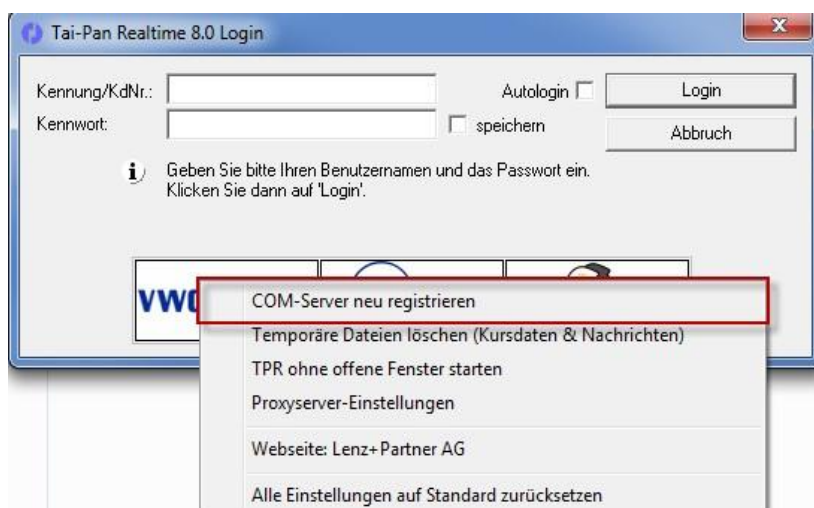 Tai-Pan Realtime 8.0 Login
Kennung/KdNr.:
Autologin
Login
Kennwort:
speichern
Abbruch
Geben Sie bitte Ihren Benutzernamen und das Passwort ein.
Klicken Sie dann auf 'Login'.
COM-Server neu registrieren
Temporäre Dateien löschen (Kursdaten & Nachrichten)
TPR ohne offene Fenster starten
Proxyserver-Einstellungen
Webseite: Lenz+Partner AG
Alle Einstellungen auf Standard zurücksetzen